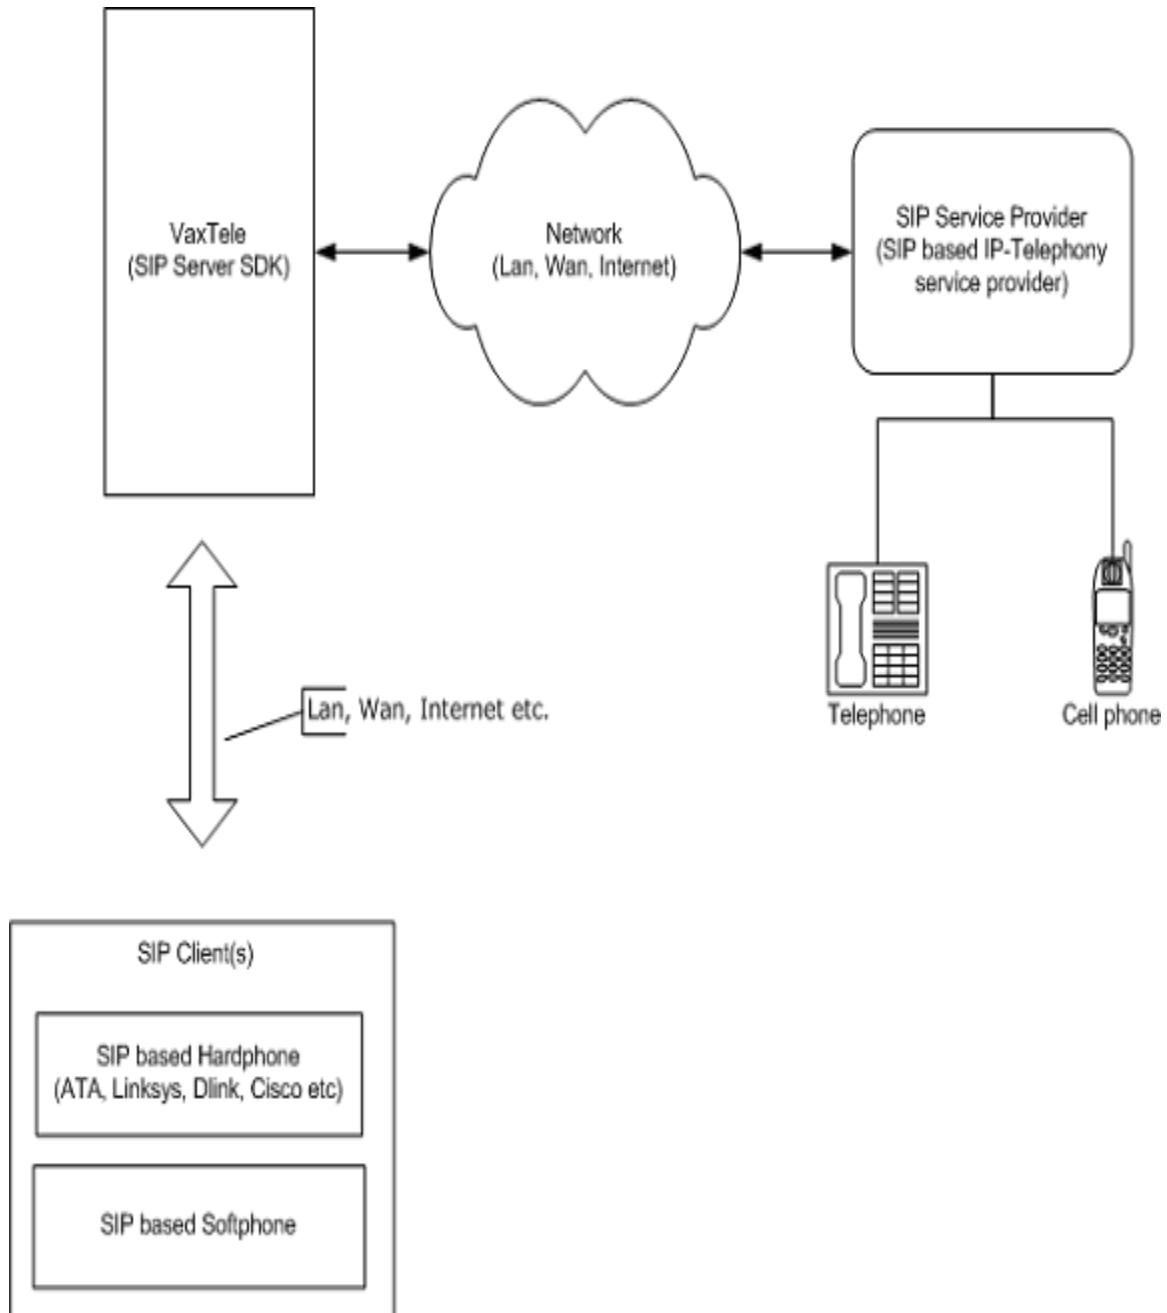 VaxTele
(SIP Server SDK)
Network
(Lan, Wan, Internet)
SIP Service Provider
(SIP based IP-Telephony
service provider)
Telephone
Cell phone
Lan, Wan, Internet etc.
SIP Client(s)
SIP based Hardphone
(ATA, Linksys, Dlink, Cisco etc)
SIP based Softphone